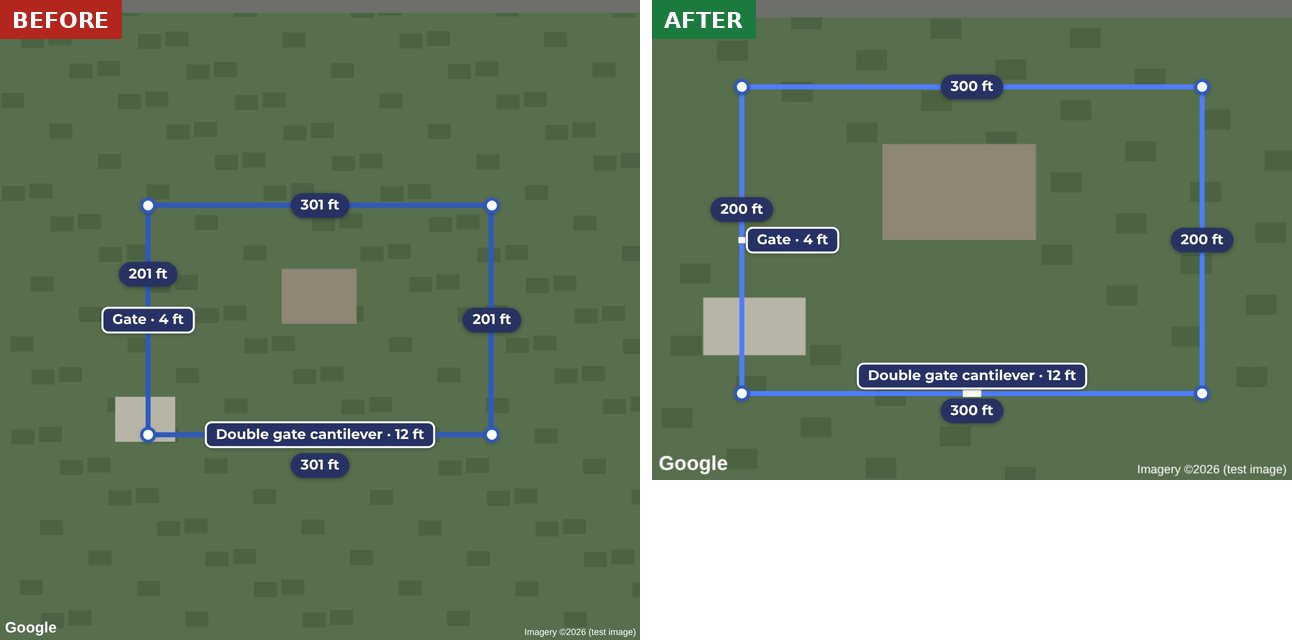 BEFORE
301 ft
201 ft
Gate · 4 ft
201 ft
Double gate cantilever · 12 ft
301 ft
Google
Imagery ©2026 (test image)
AFTER
300 ft
200 ft
Gate · 4 ft
200 ft
Double gate cantilever · 12 ft
300 ft
Google
Imagery ©2026 (test image)